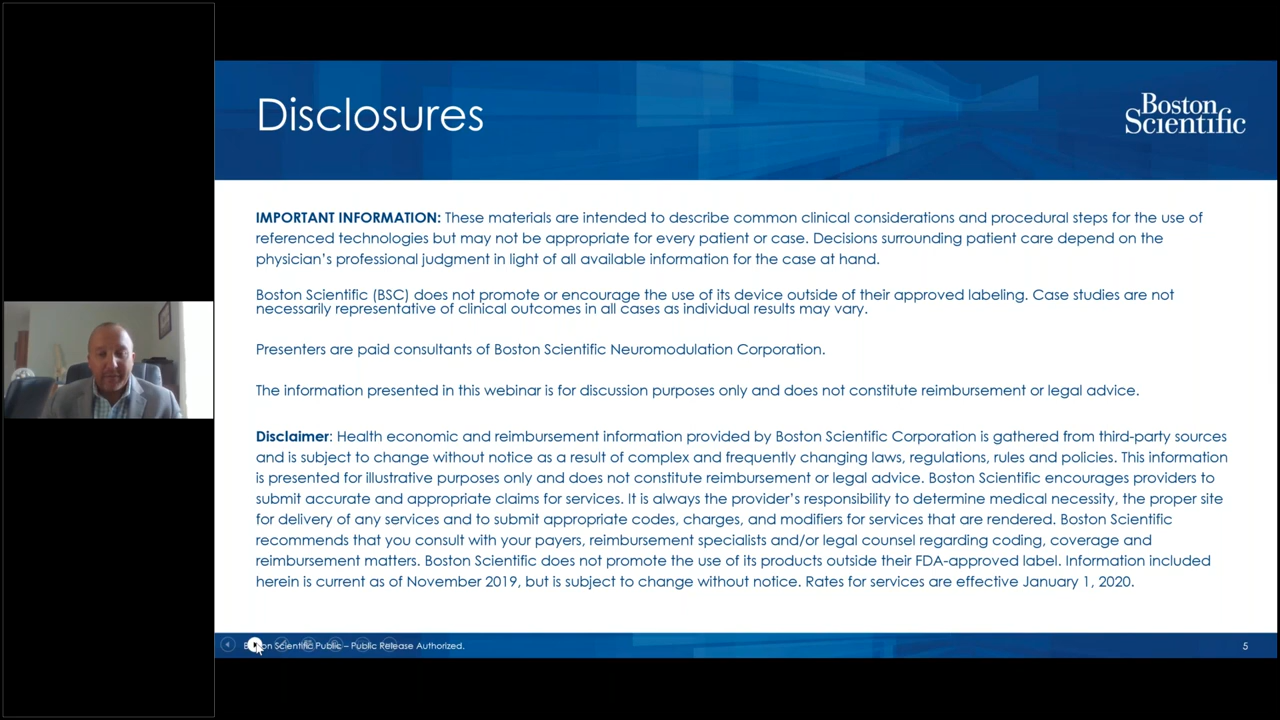 Disclosures
Boston
Scientific
IMPORTANT INFORMATION: These materials are intended to describe common clinical considerations and procedural steps for the use of
referenced technologies but may not be appropriate for every patient or case. Decisions surrounding patient care depend on the
physician’s professional judgment in light of all available information for the case at hand.
Boston Scientific (BSC) does not promote or encourage the use of its device outside of their approved labeling. Case studies are not
necessarily representative of clinical outcomes in all cases as individual results may vary.
Presenters are paid consultants of Boston Scientific Neuromodulation Corporation.
The information presented in this webinar is for discussion purposes only and does not constitute reimbursement or legal advice.
Disclaimer: Health economic and reimbursement information provided by Boston Scientific Corporation is gathered from third-party sources
and is subject to change without notice as a result of complex and frequently changing laws, regulations, rules and policies. This information
is presented for illustrative purposes only and does not constitute reimbursement or legal advice. Boston Scientific encourages providers to
submit accurate and appropriate claims for services. It is always the provider’s responsibility to determine medical necessity, the proper site
for delivery of any services and to submit appropriate codes, charges, and modifiers for services that are rendered. Boston Scientific
recommends that you consult with your payers, reimbursement specialists and/or legal counsel regarding coding, coverage and
reimbursement matters. Boston Scientific does not promote the use of its products outside their FDA-approved label. Information included
herein is current as of November 2019, but is subject to change without notice. Rates for services are effective January 1, 2020.
Scientific Public – Public Release Authorized.
5